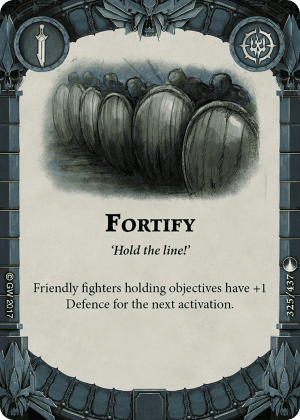 FORTIFY
‘Hold the line!’
Friendly fighters holding objectives have +1
Defence for the next activation.
© GW 2017
325/437